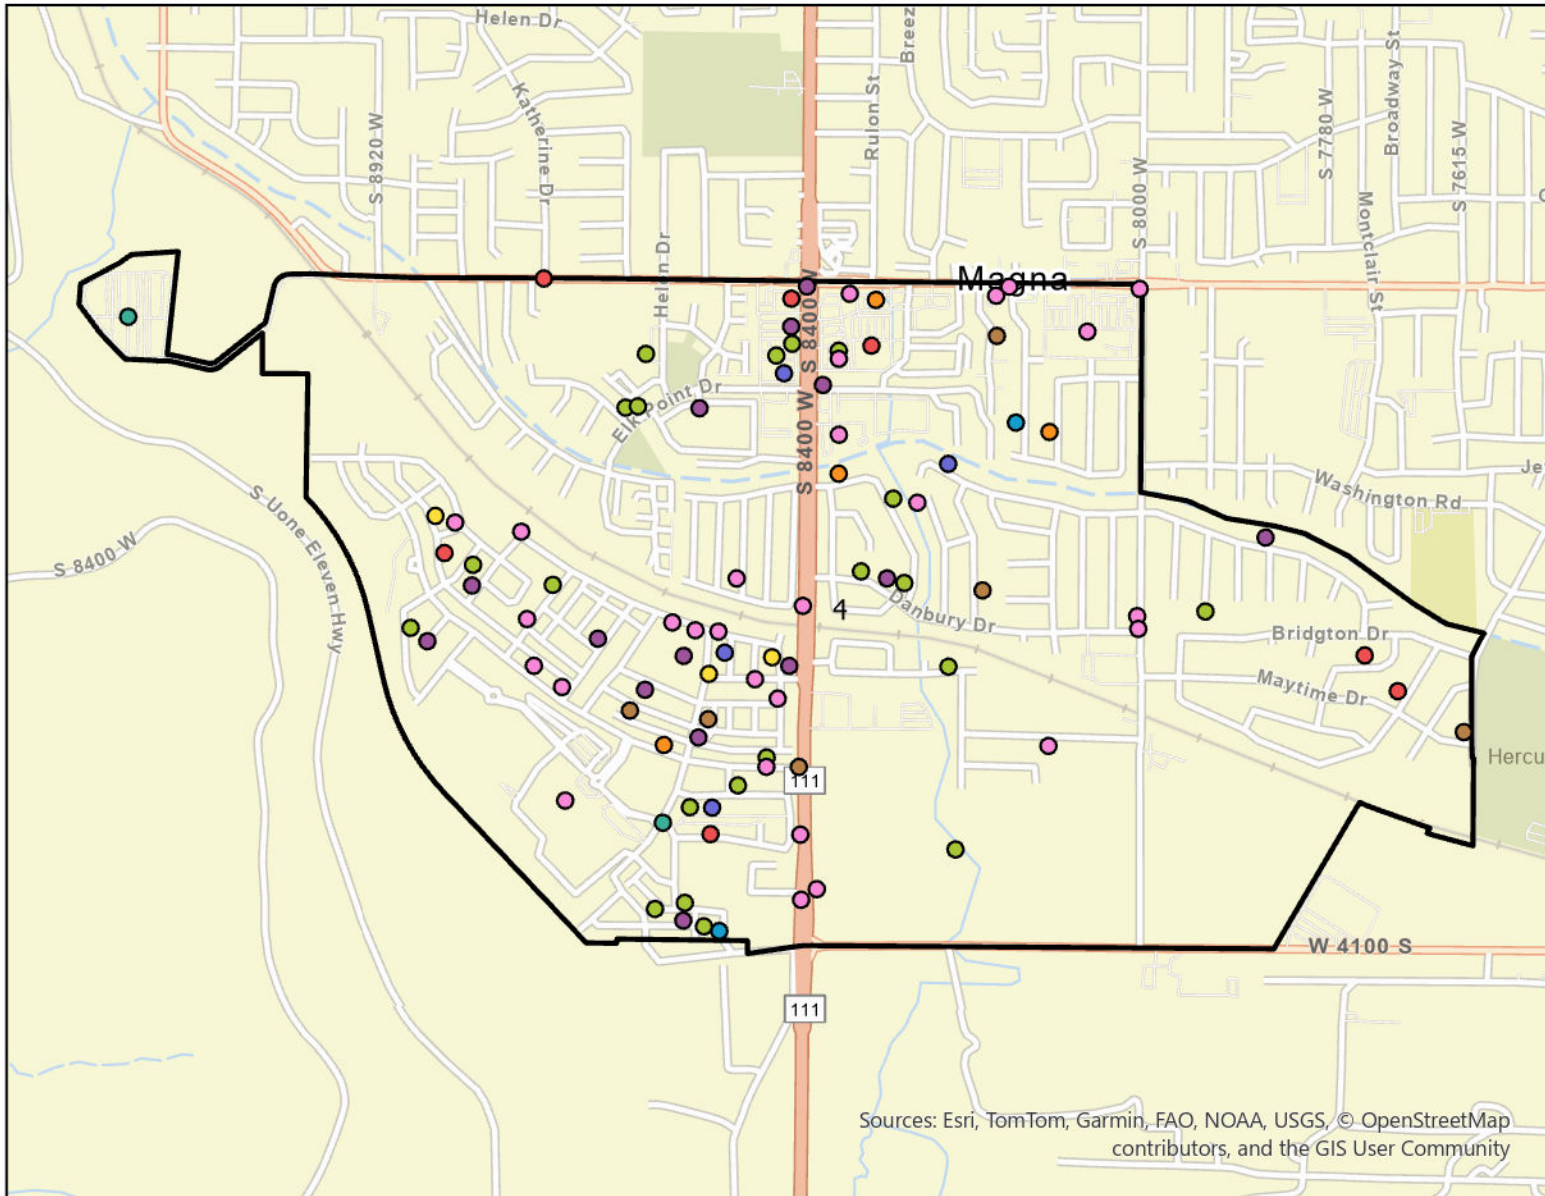 Helen Dr
Breez
Katherine Dr
S 8920 W
Rulon St
S 7780 W
Broadway St
S 7615 W
S 8000 W
Montclair St
Helen Dr
Magna
S 8400 W
Elk Point Dr
S 8400 W
Washington Rd
Je
S Uone Eleven Hwy
S 8400 W
4
Danbury Dr
Bridgton Dr
Maytime Dr
Hercu
111
W 4100 S
111
Sources: Esri, TomTom, Garmin, FAO, NOAA, USGS, © OpenStreetMap
contributors, and the GIS User Community